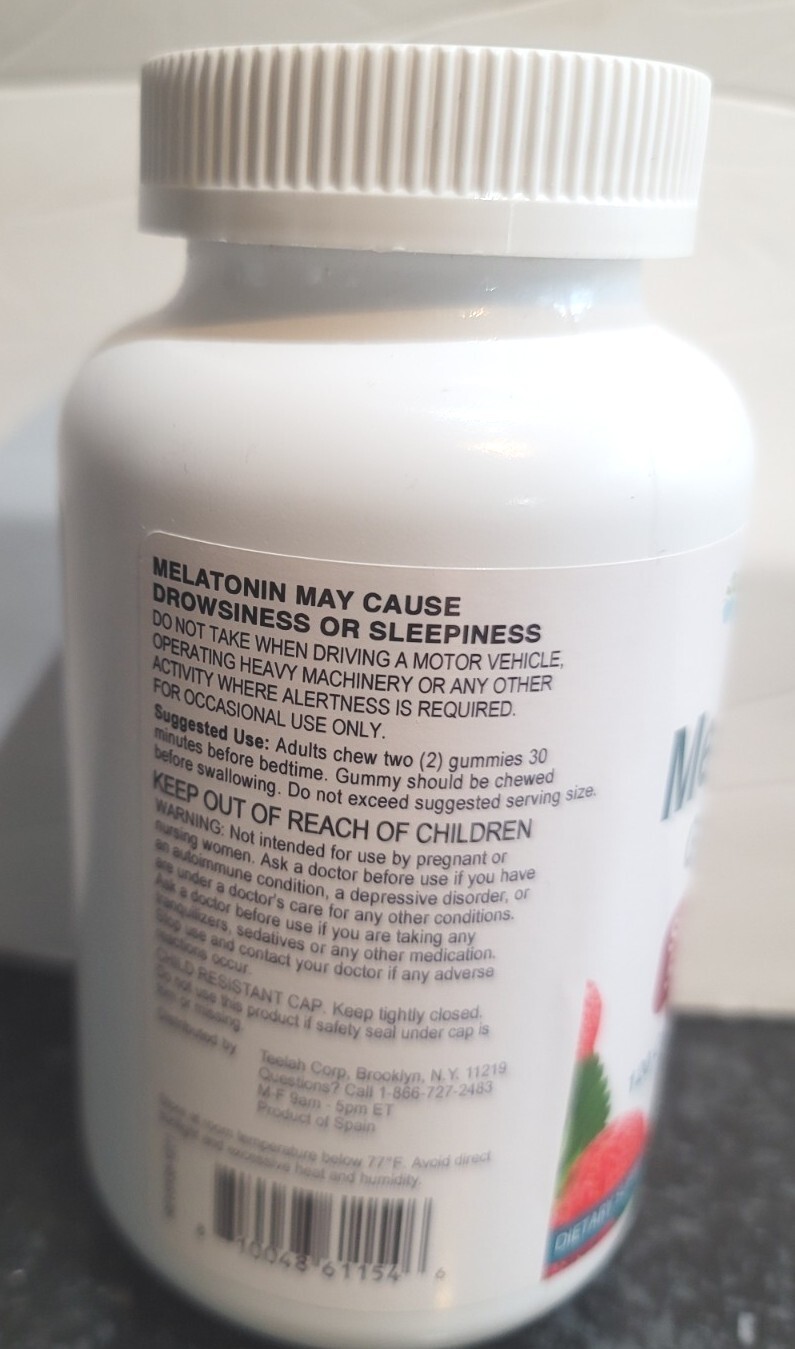 MELATONIN MAY CAUSE
DROWSINESS OR SLEEPINESS
DO NOT TAKE WHEN DRIVING A MOTOR VEHICLE,
OPERATING HEAVY MACHINERY OR ANY OTHER
ACTIVITY WHERE ALERTNESS IS REQUIRED.
FOR OCCASIONAL USE ONLY.
Suggested Use: Adults chew two (2) gummies 30
minutes before bedtime. Gummy should be chewed
before swallowing. Do not exceed suggested serving size.
KEEP OUT OF REACH OF CHILDREN
WARNING: Not intended for use by pregnant or
nursing women. Ask a doctor before use if you have
an autoimmune condition, a depressive disorder, or
are under a doctor's care for any other conditions.
Ask a doctor before use if you are taking any
tranquilizers, sedatives or any other medication.
Stop use and contact your doctor if any adverse
reactions occur.
CHILD RESISTANT CAP. Keep tightly closed.
Do not use this product if safety seal under cap is
torn or missing.
Distributed by
Teelah Corp. Brooklyn, N.Y. 11219
Questions? Call 1-866-727-2483
M-F 9am - 5pm ET
Product of Spain
Store at room temperature below 77°F. Avoid direct
sunlight and excessive heat and humidity.
10048 61154 6
Me
DIETARY